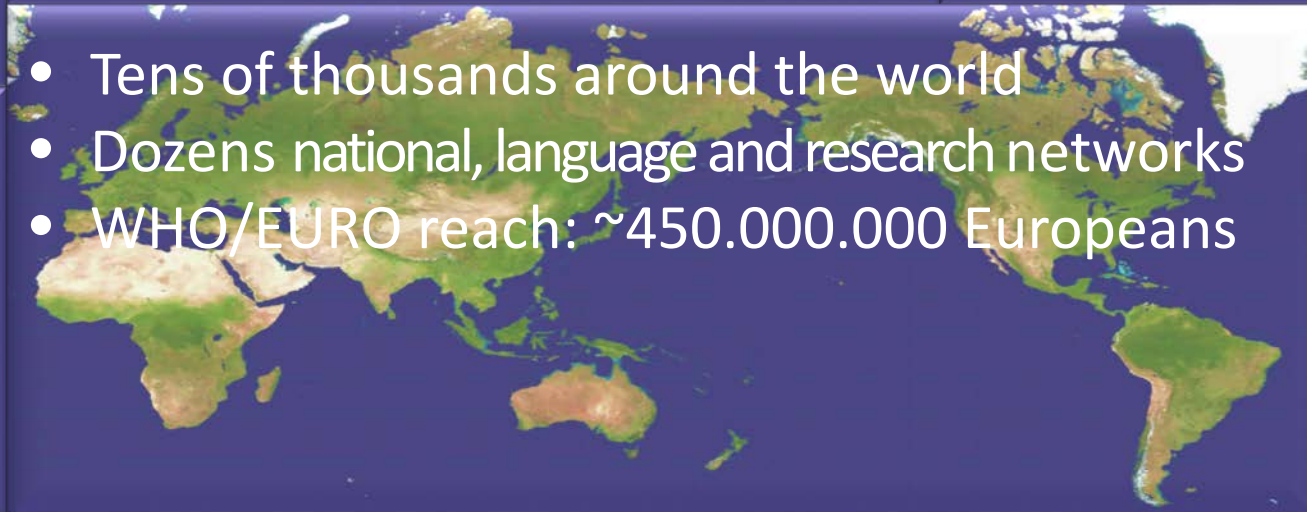 • Tens of thousands around the world
• Dozens national, language and research networks
• WHO/EURO reach: ~450.000.000 Europeans